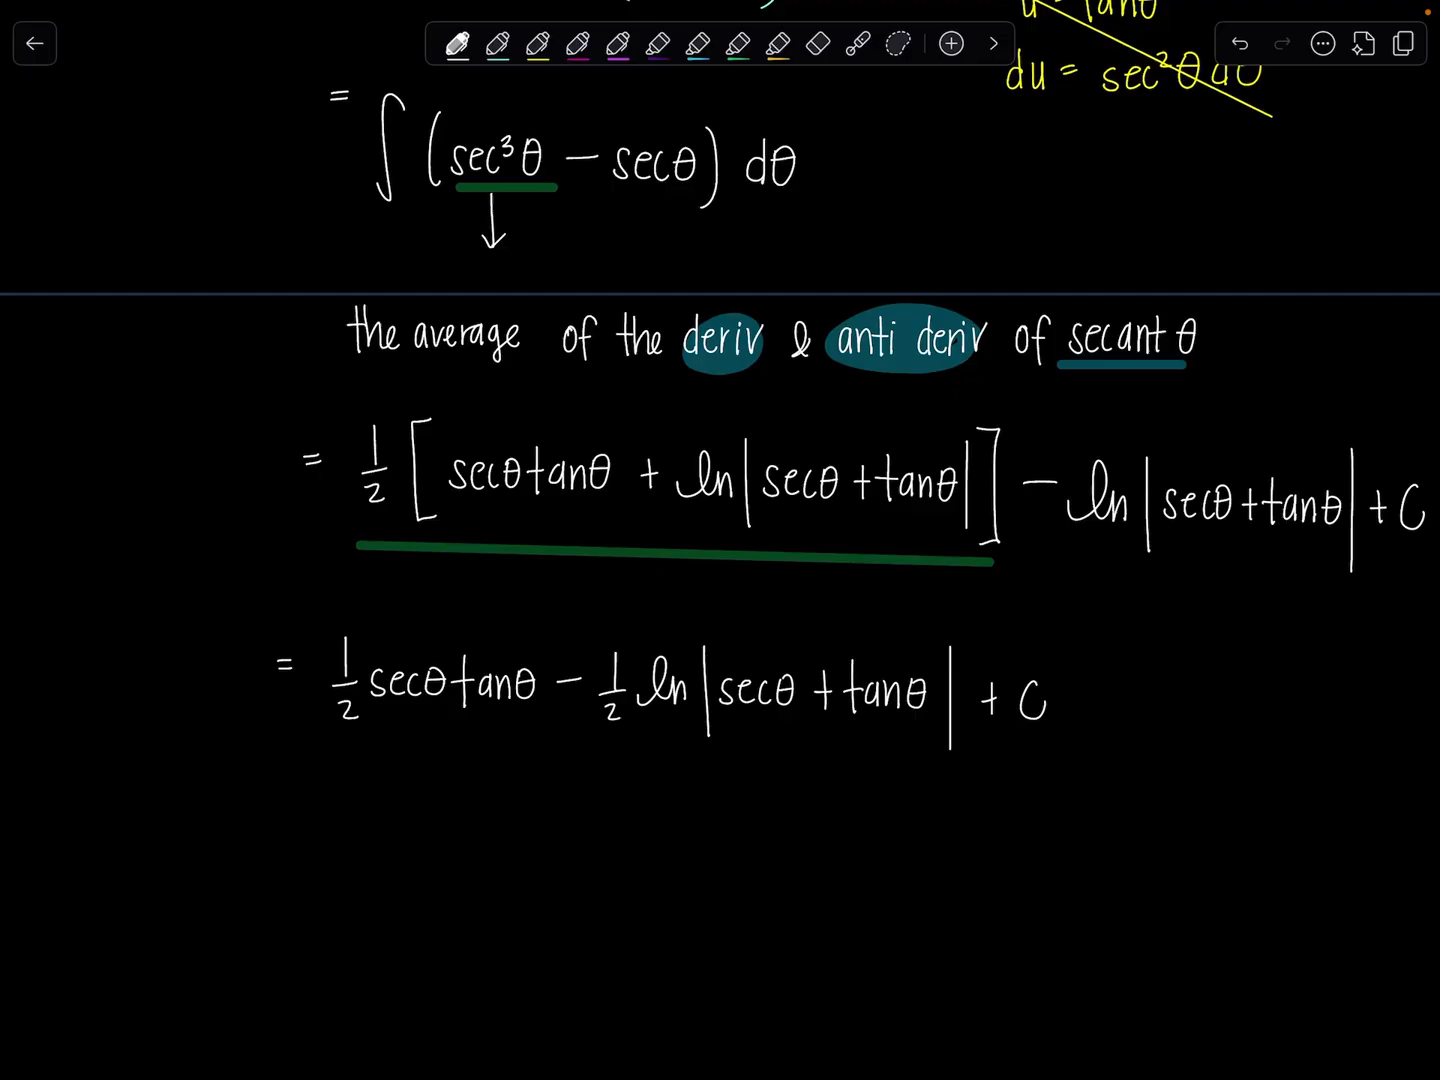 u = tanθ
du = sec²θ dθ
= ∫ (sec³θ − secθ) dθ
the average of the deriv & anti deriv of secant θ
= 1/2 [ secθtanθ + ln|secθ + tanθ| ] − ln|secθ + tanθ| + C
= 1/2 secθtanθ − 1/2 ln|secθ + tanθ| + C